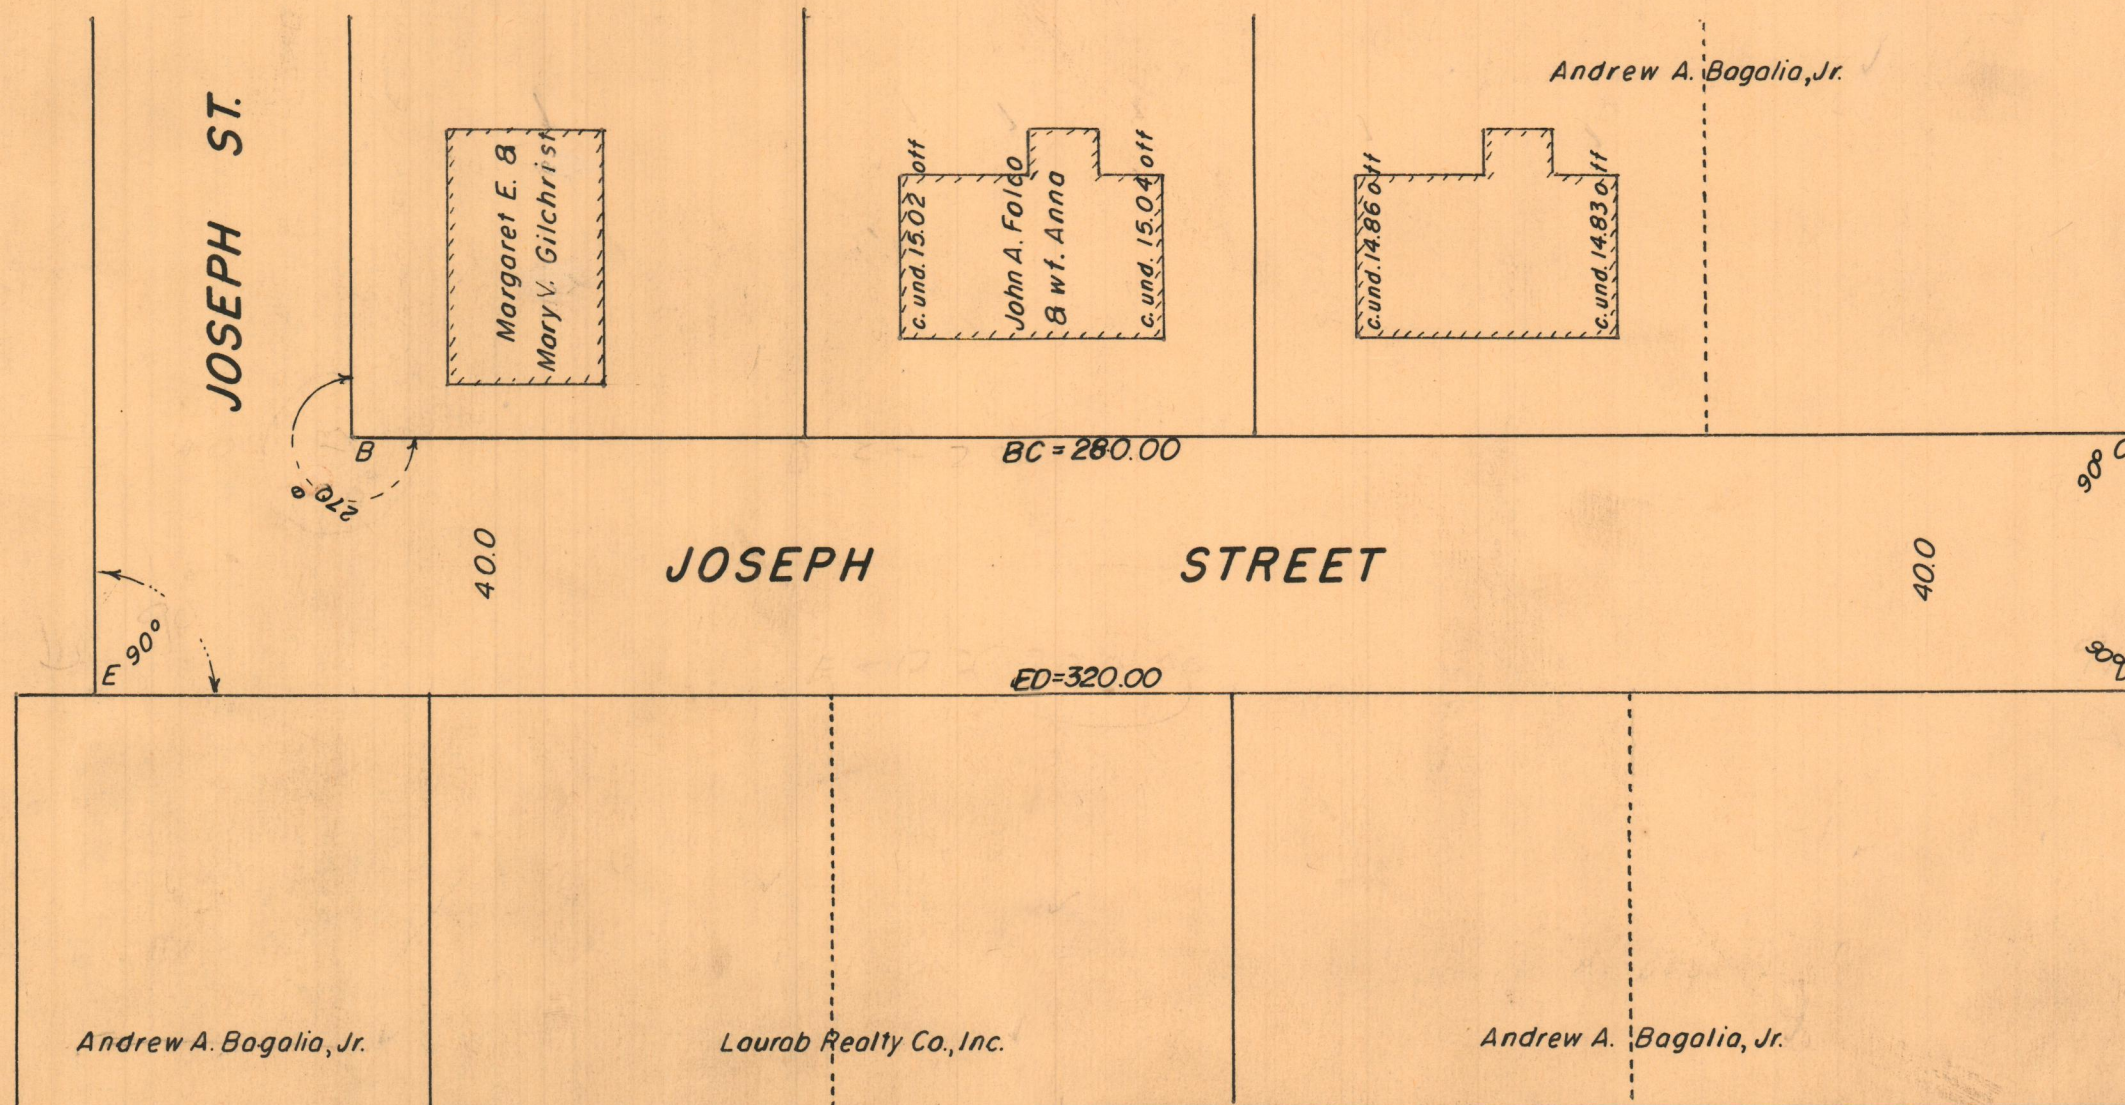 Andrew A. Bagalia, Jr.
JOSEPH ST.
Margaret E. &
Mary V. Gilchrist
c. und. 15.02 off
John A. Folco
& wf. Anna
c. und. 15.04 off
c. und. 14.86 off
c. und. 14.83 off
B
BC = 280.00
90°
270°
40.0
JOSEPH STREET
40.0
E 90°
ED=320.00
90°
Andrew A. Bagalia, Jr.
Laurab Realty Co., Inc.
Andrew A. Bagalia, Jr.